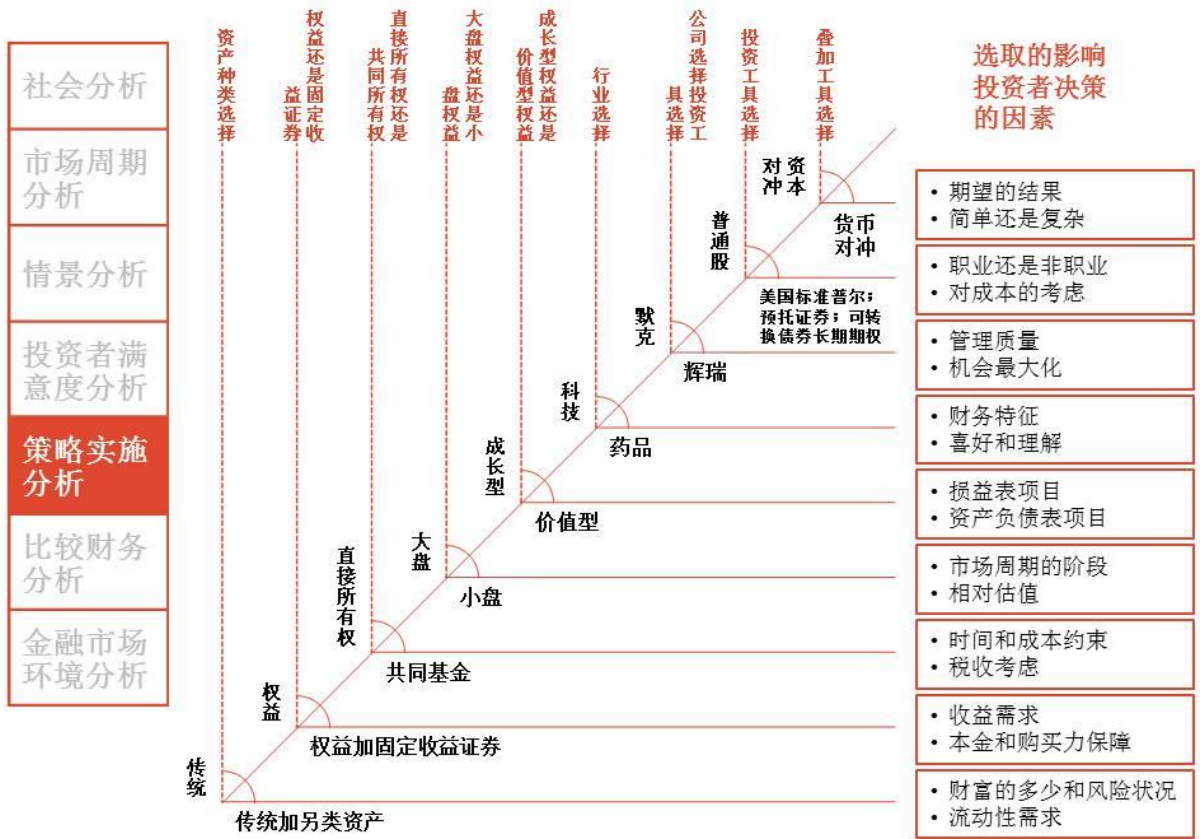 社会分析
市场周期
分析
情景分析
投资者满
意度分析
策略实施
分析
比较财务
分析
金融市场
环境分析
资产种类选择
权益还是固定收
益证券
直接所有权还是
共同所有权
大盘权益还是小
盘权益
成长型权益还是
价值型权益
行业选择
公司选择投资工
具选择
投资工具选择
叠加工具选择
资本
对冲
货币
对冲
普通股
美国标准普尔；
预托证券；可转
换债券长期期权
默克
辉瑞
科技
药品
成长型
价值型
大盘
小盘
直接所有权
共同基金
权益
权益加固定收益证券
传统
传统加另类资产
选取的影响
投资者决策
的因素
• 期望的结果
• 简单还是复杂
• 职业还是非职业
• 对成本的考虑
• 管理质量
• 机会最大化
• 财务特征
• 喜好和理解
• 损益表项目
• 资产负债表项目
• 市场周期的阶段
• 相对估值
• 时间和成本约束
• 税收考虑
• 收益需求
• 本金和购买力保障
• 财富的多少和风险状况
• 流动性需求